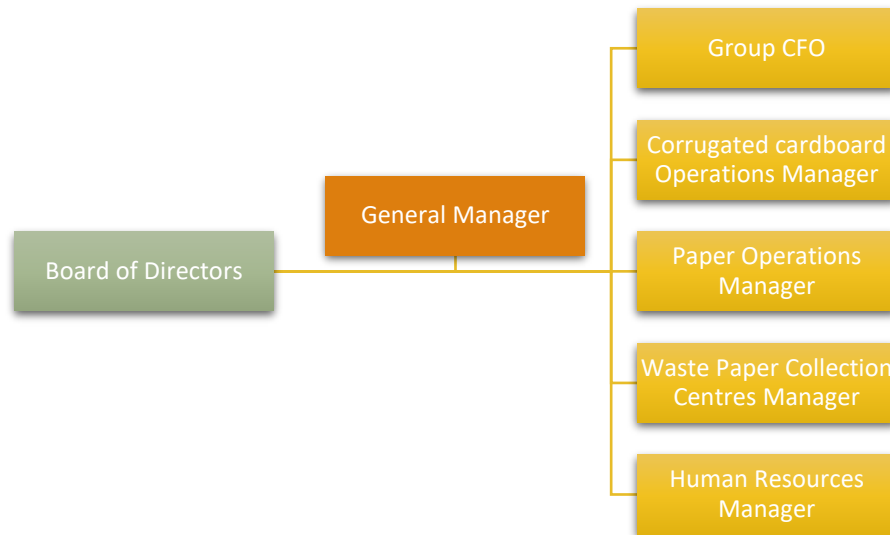 Board of Directors
General Manager
Group CFO
Corrugated cardboard
Operations Manager
Paper Operations
Manager
Waste Paper Collection
Centres Manager
Human Resources
Manager